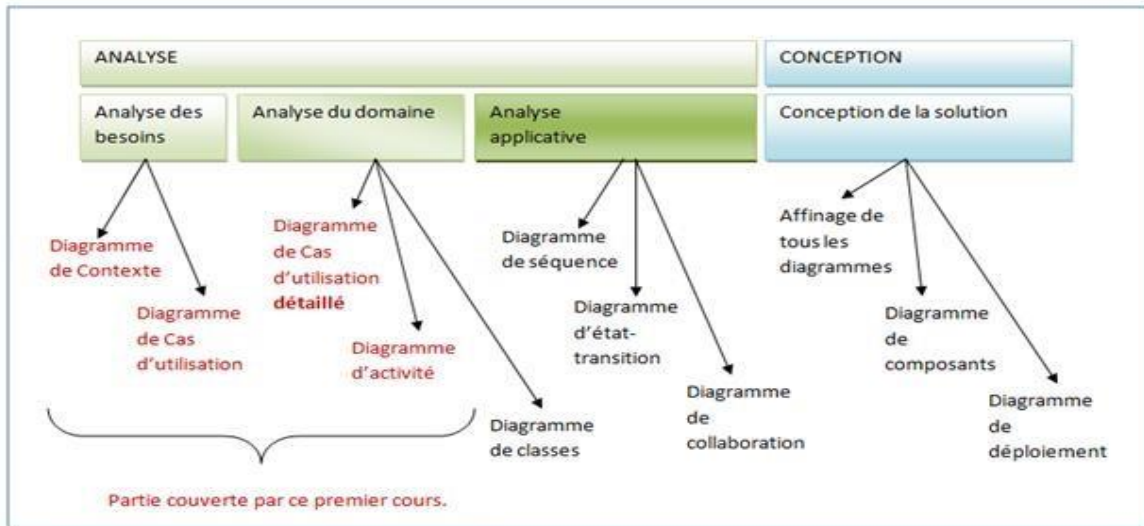 ANALYSE
CONCEPTION
Analyse des
besoins
Analyse du domaine
Analyse
applicative
Conception de la solution
Diagramme
de Contexte
Diagramme
de Cas
d'utilisation
Diagramme
de Cas
d'utilisation
détaillé
Diagramme
d'activité
Diagramme
de classes
Diagramme
de séquence
Diagramme
d'état-
transition
Diagramme
de
collaboration
Affinage de
tous les
diagrammes
Diagramme
de
composants
Diagramme
de
déploiement
Partie couverte par ce premier cours.